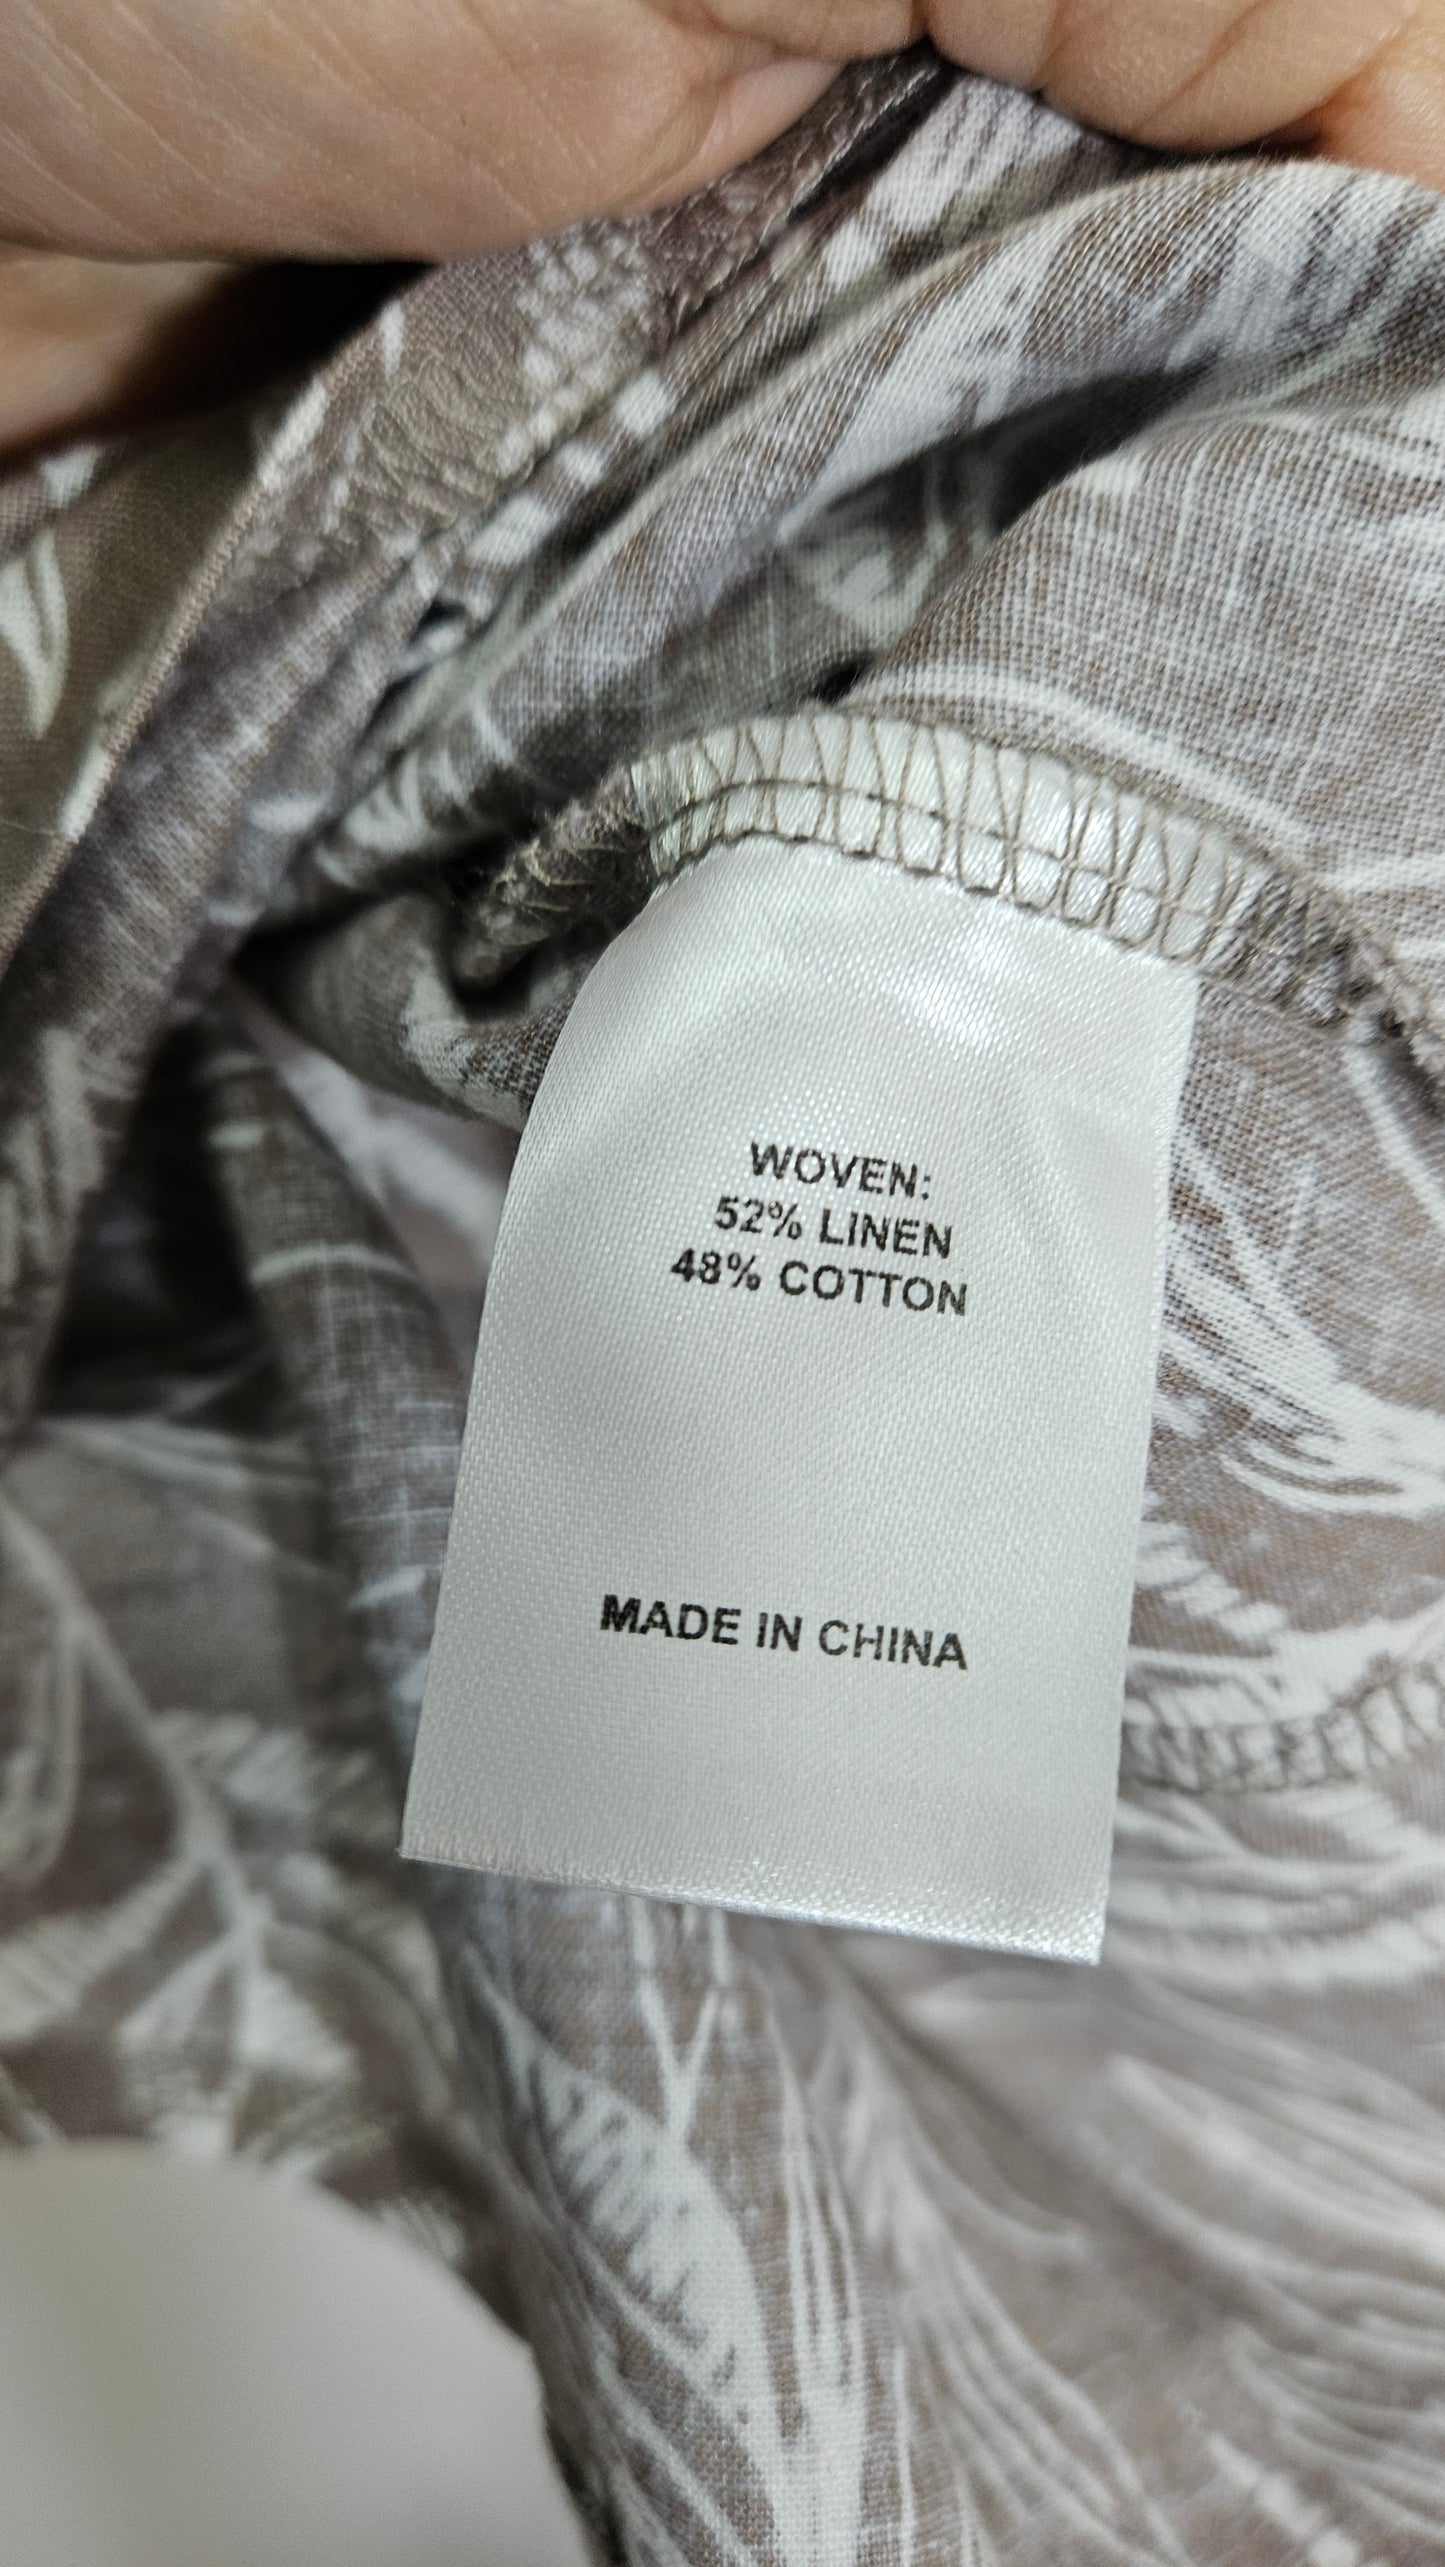 WOVEN:
52% LINEN
48% COTTON
MADE IN CHINA